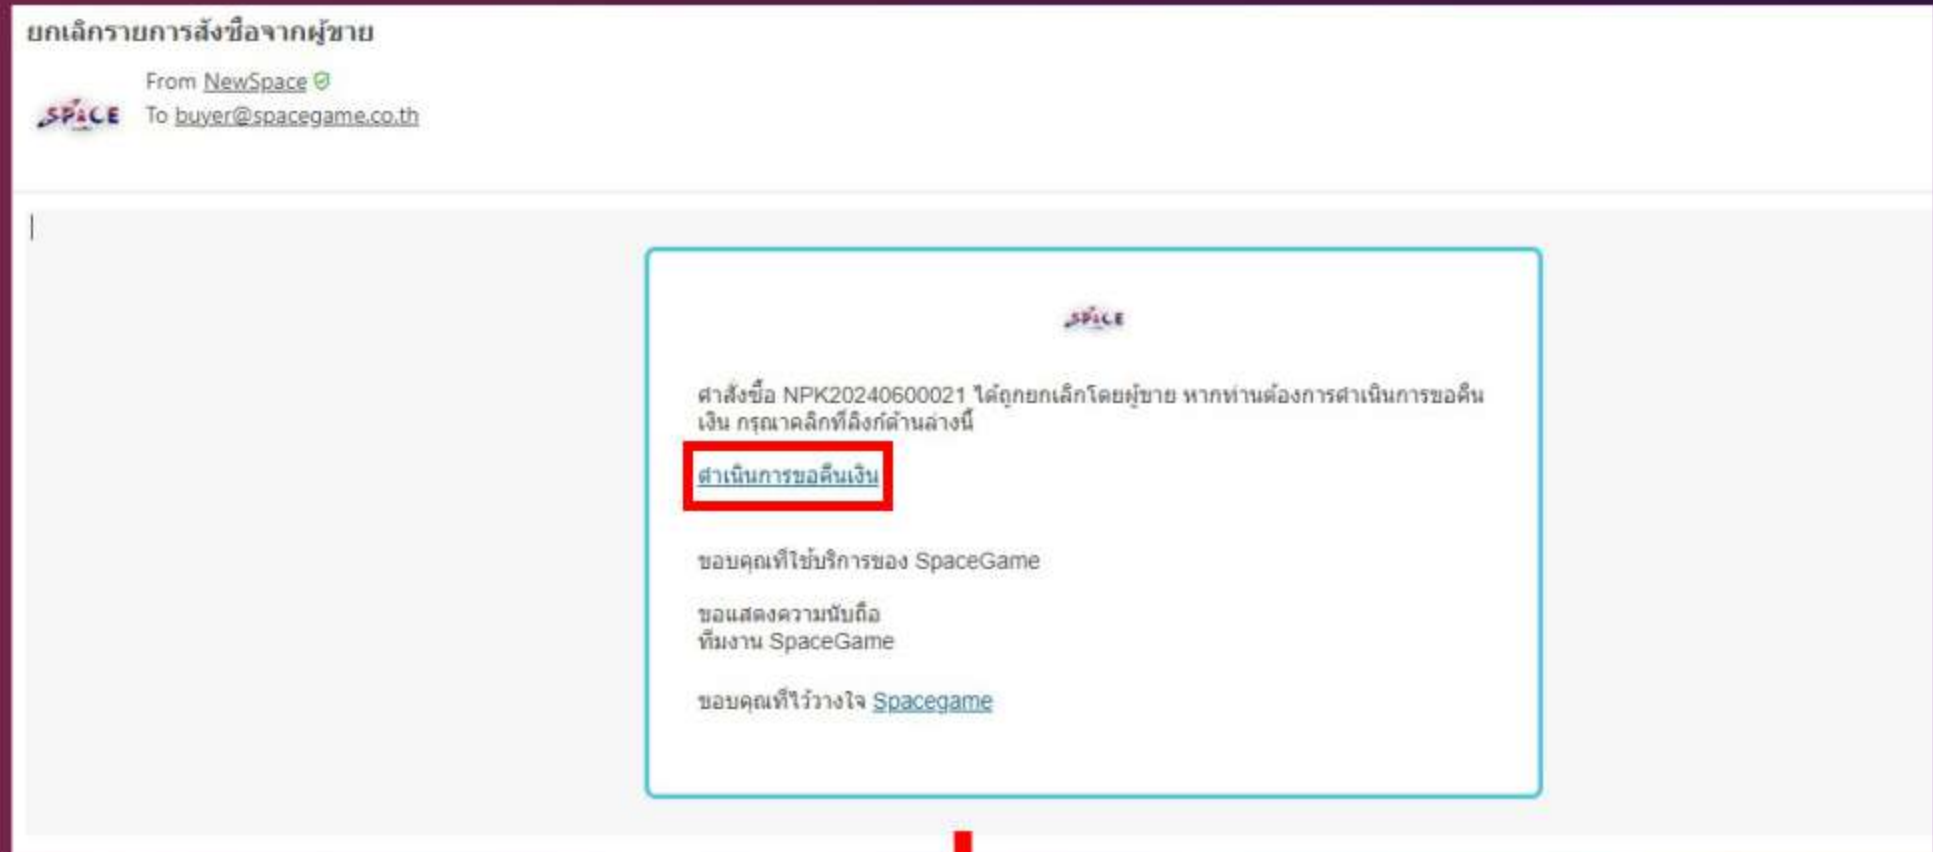 ยกเลิกรายการสั่งซื้อจากผู้ขาย
From NewSpace
SPACE To buyer@spacegame.co.th
SPACE
คำสั่งซื้อ NPK20240600021 ได้ถูกยกเลิกโดยผู้ขาย หากท่านต้องการดำเนินการขอคืน
เงิน กรุณาคลิกที่ลิงก์ด้านล่างนี้
ดำเนินการขอคืนเงิน
ขอบคุณที่ใช้บริการของ SpaceGame
ขอแสดงความนับถือ
ทีมงาน SpaceGame
ขอบคุณที่ไว้วางใจ Spacegame